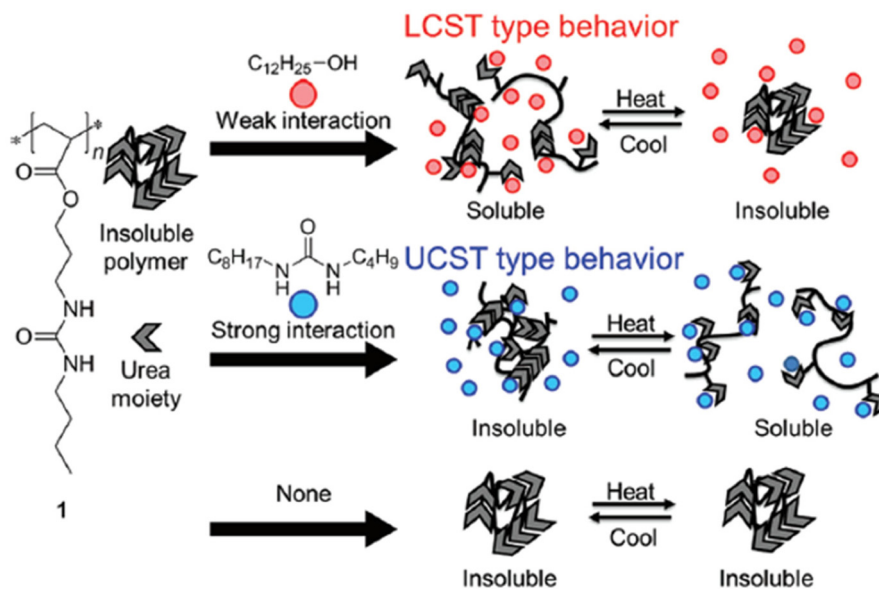 LCST type behavior
C12H25–OH
Weak interaction
Heat
Cool
Soluble
Insoluble
* * n
O O
Insoluble
polymer
NH
O
NH
Urea
moiety
1
O
C8H17 N N C4H9
H H
UCST type behavior
Strong interaction
Heat
Cool
Insoluble
Soluble
None
Heat
Cool
Insoluble
Insoluble